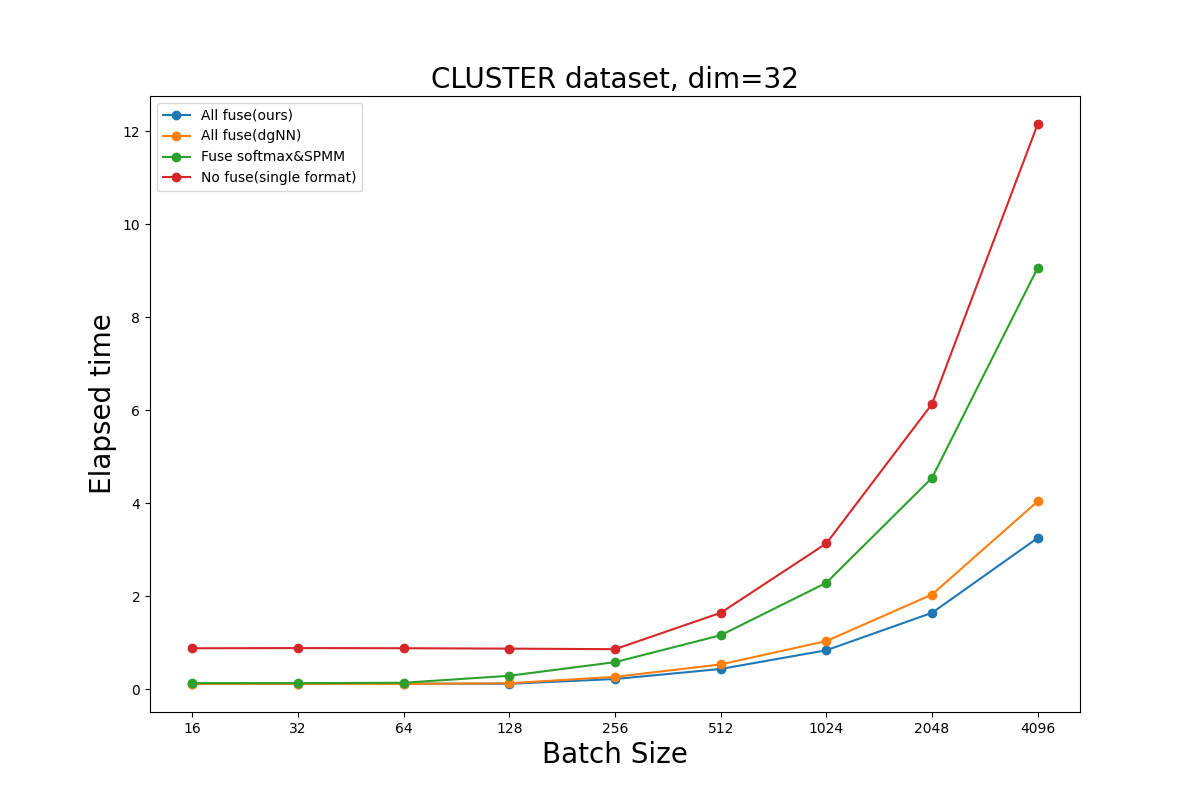 CLUSTER dataset, dim=32
All fuse(ours)
All fuse(dgNN)
Fuse softmax&SPMM
No fuse(single format)
12
10
8
6
4
2
0
Elapsed time
16 32 64 128 256 512 1024 2048 4096
Batch Size